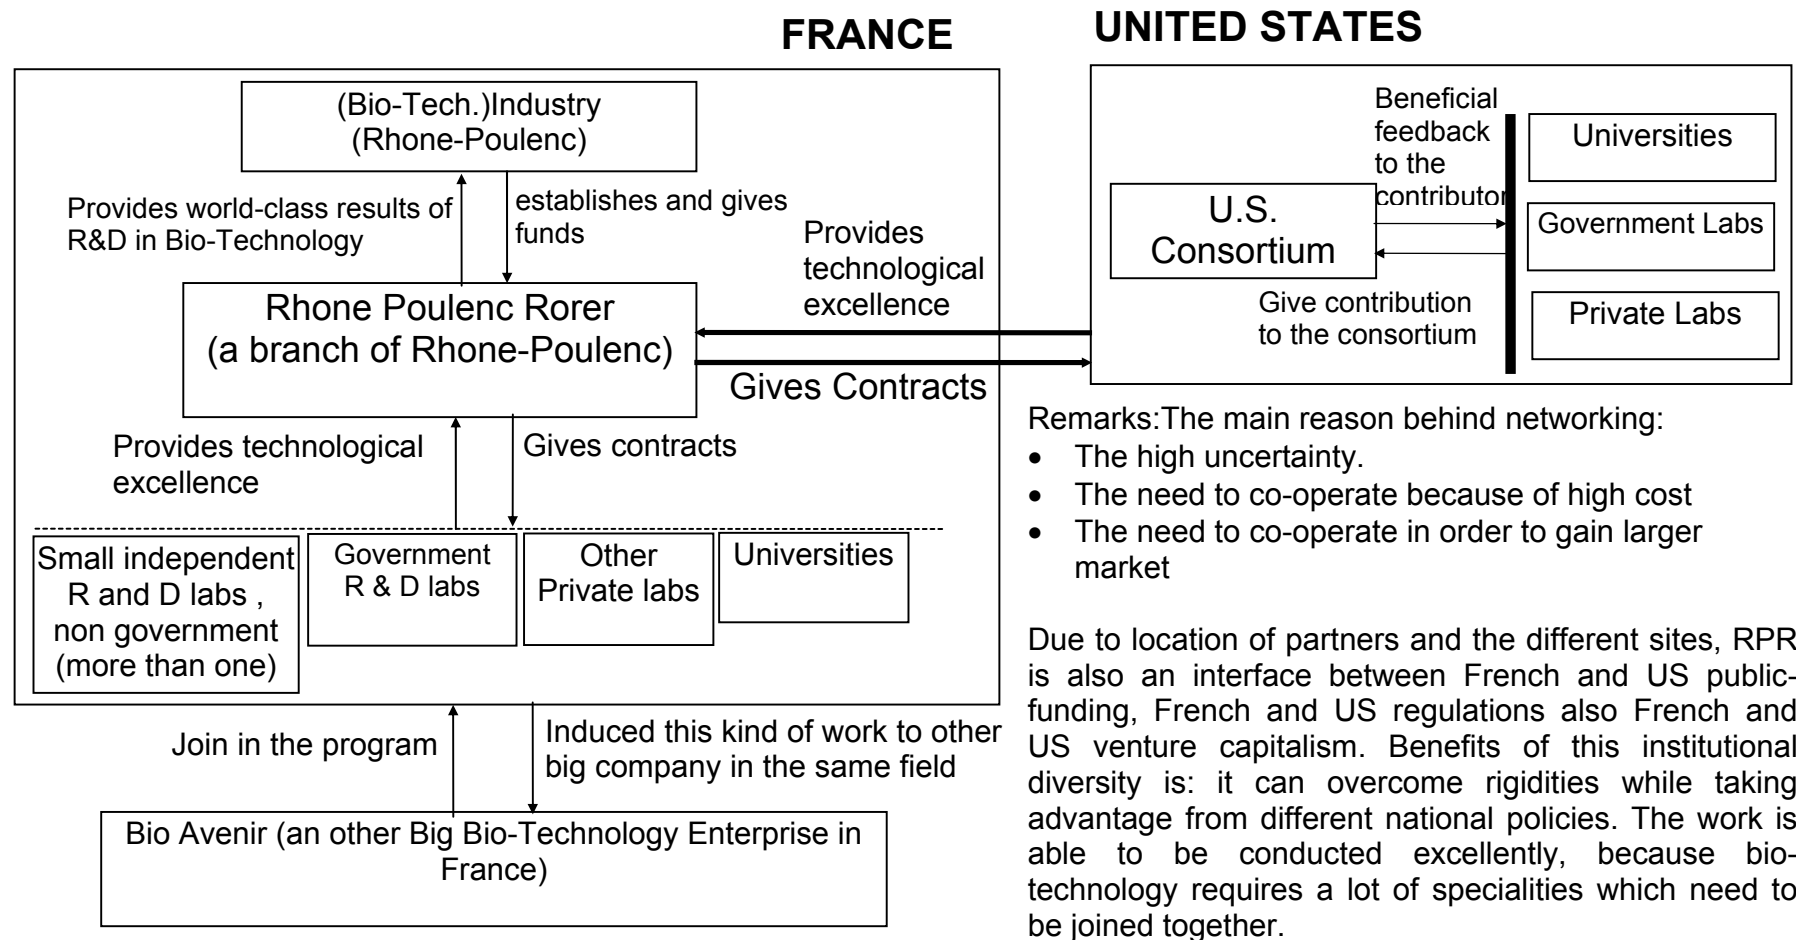 FRANCE
UNITED STATES
(Bio-Tech.)Industry
(Rhone-Poulenc)
Provides world-class results of
R&D in Bio-Technology
establishes and gives
funds
Rhone Poulenc Rorer
(a branch of Rhone-Poulenc)
Provides
technological
excellence
Gives Contracts
Provides technological
excellence
Gives contracts
Small independent
R and D labs ,
non government
(more than one)
Government
R & D labs
Other
Private labs
Universities
Join in the program
Induced this kind of work to other
big company in the same field
Bio Avenir (an other Big Bio-Technology Enterprise in
France)
Beneficial
feedback
to the
contributor
U.S.
Consortium
Give contribution
to the consortium
Universities
Government Labs
Private Labs
Remarks:The main reason behind networking:
• The high uncertainty.
• The need to co-operate because of high cost
• The need to co-operate in order to gain larger
market
Due to location of partners and the different sites, RPR
is also an interface between French and US public-
funding, French and US regulations also French and
US venture capitalism. Benefits of this institutional
diversity is: it can overcome rigidities while taking
advantage from different national policies. The work is
able to be conducted excellently, because bio-
technology requires a lot of specialities which need to
be joined together.